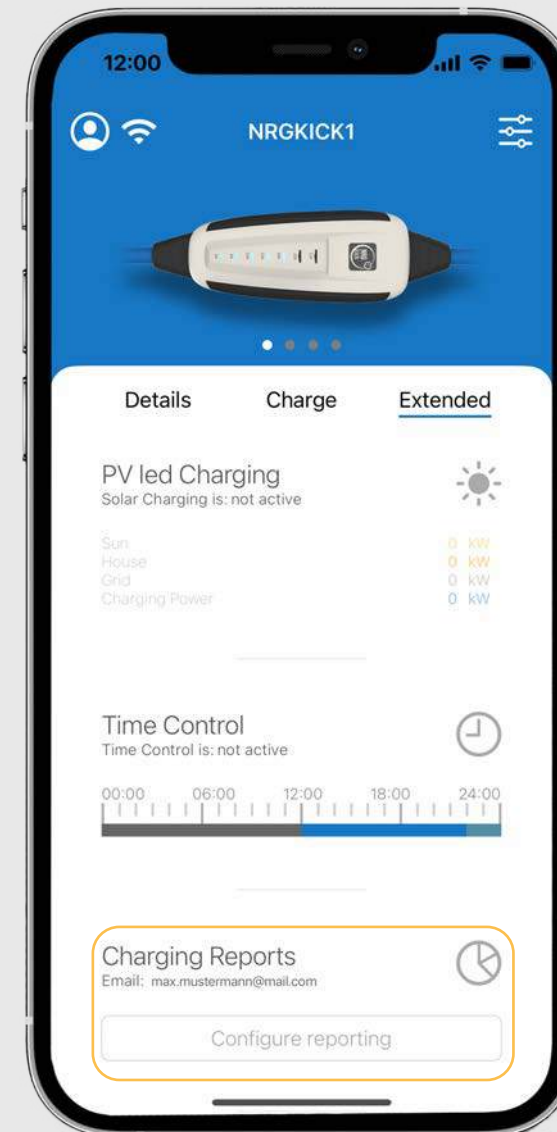 12:00
NRGKICK1
Details Charge Extended
PV led Charging
Solar Charging is: not active
Sun 0 kW
House 0 kW
Grid 0 kW
Charging Power 0 kW
Time Control
Time Control is: not active
00:00 06:00 12:00 18:00 24:00
Charging Reports
Email: max.mustermann@mail.com
Configure reporting